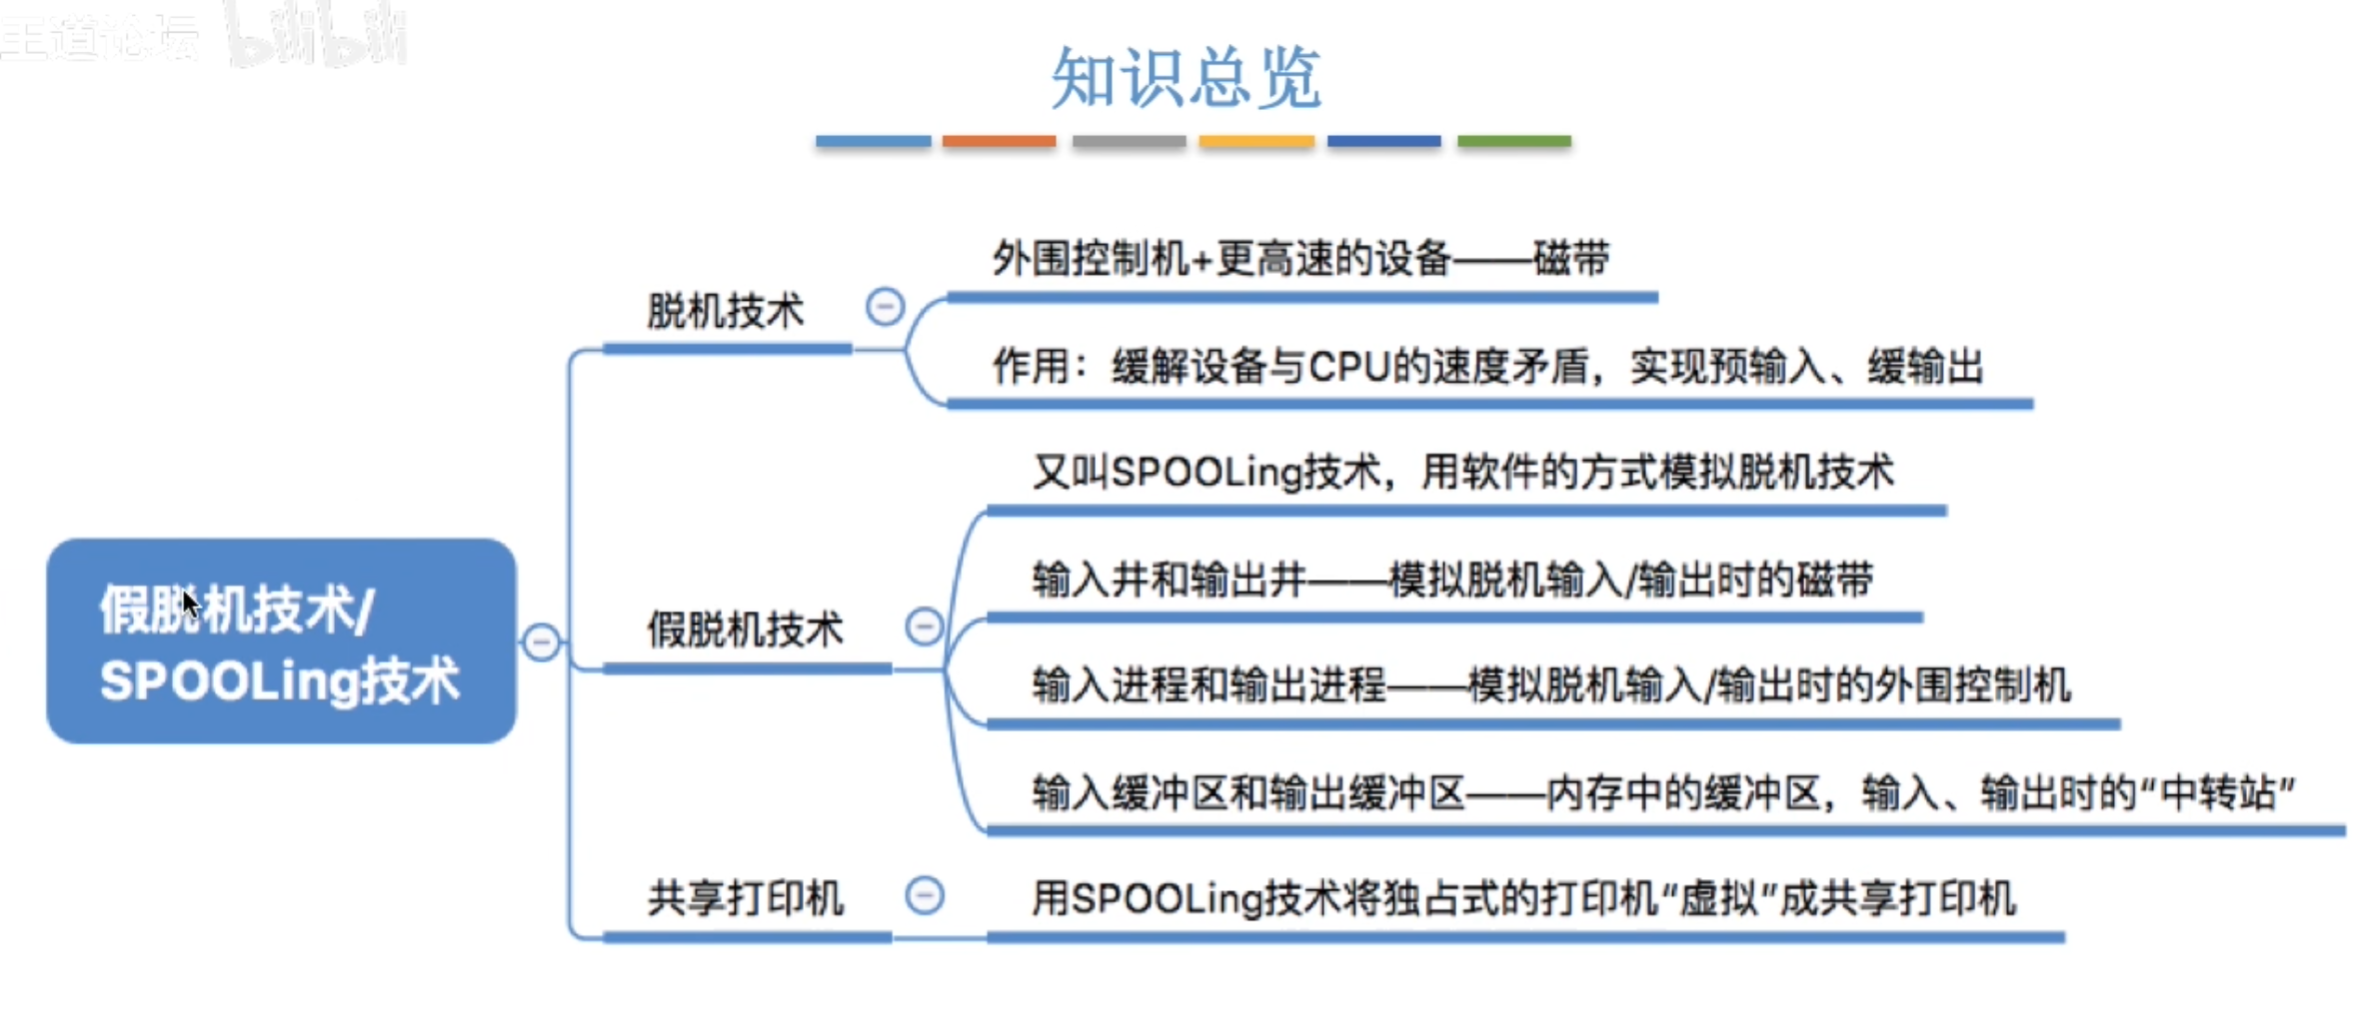 王道论坛 bilibili
知识总览
外围控制机+更高速的设备——磁带
脱机技术
作用：缓解设备与CPU的速度矛盾，实现预输入、缓输出
又叫SPOOLing技术，用软件的方式模拟脱机技术
输入井和输出井——模拟脱机输入/输出时的磁带
假脱机技术/
SPOOLing技术
假脱机技术
输入进程和输出进程——模拟脱机输入/输出时的外围控制机
输入缓冲区和输出缓冲区——内存中的缓冲区，输入、输出时的“中转站”
共享打印机
用SPOOLing技术将独占式的打印机“虚拟”成共享打印机